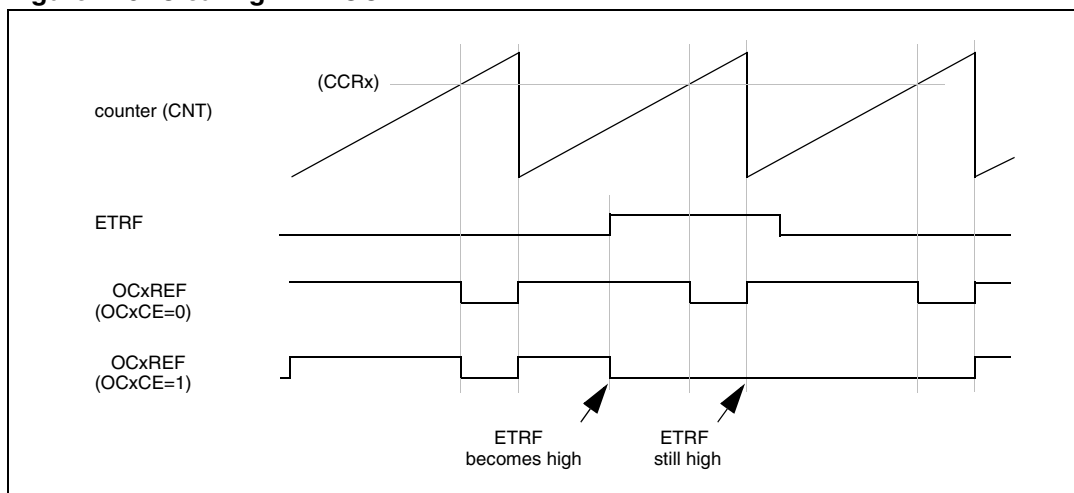 (CCRx)
counter (CNT)
ETRF
OCxREF
(OCxCE=0)
OCxREF
(OCxCE=1)
ETRF
becomes high
ETRF
still high